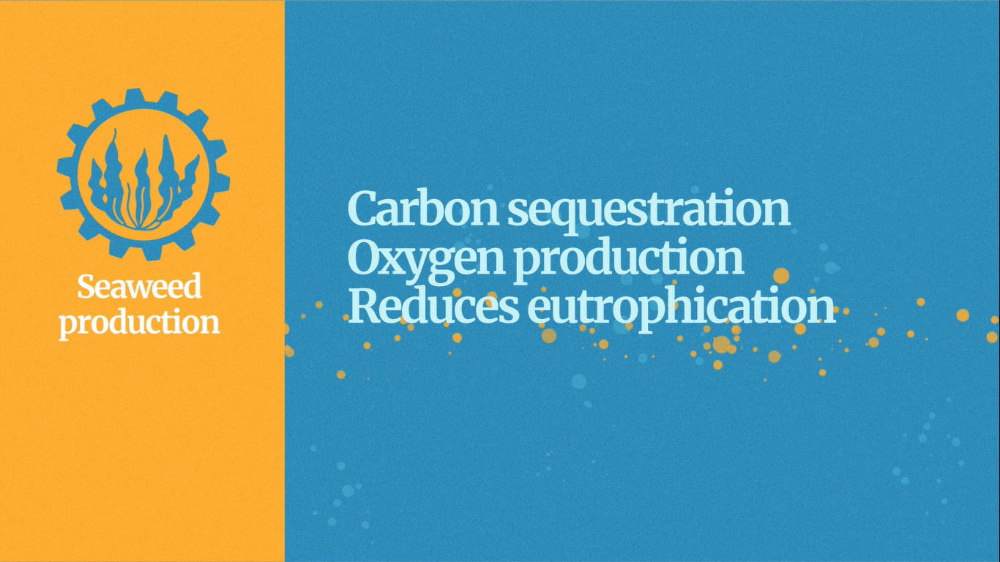 Seaweed
production
Carbon sequestration
Oxygen production
Reduces eutrophication